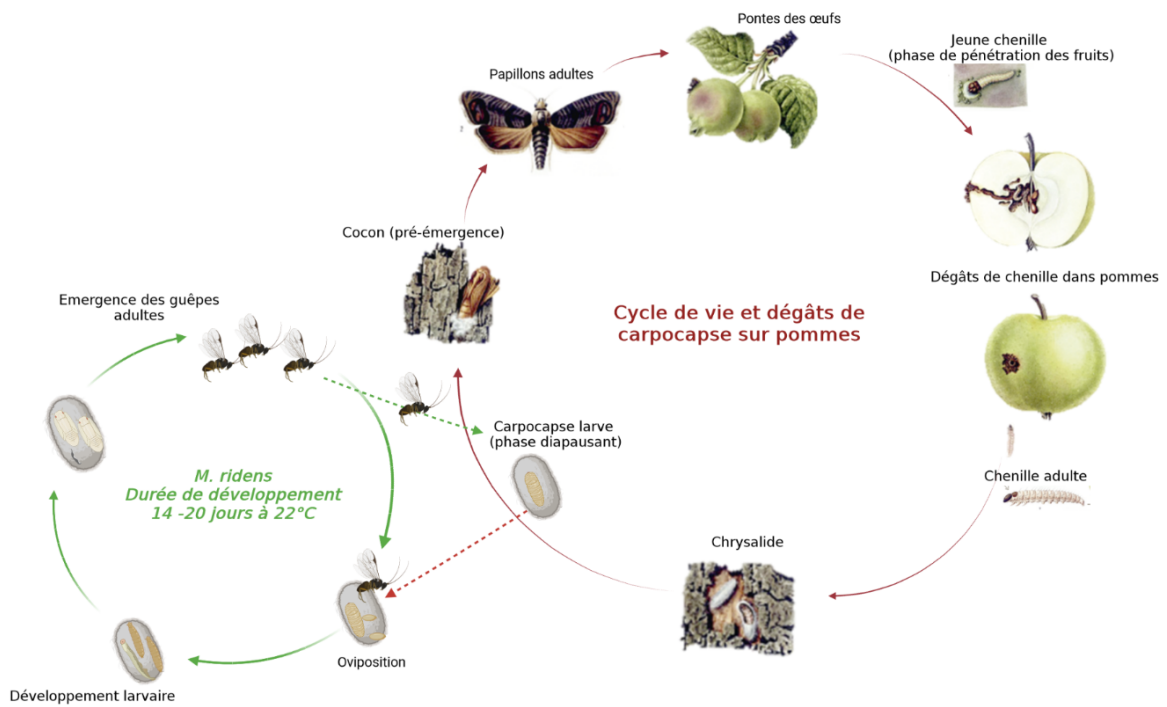 Pontes des œufs
Jeune chenille
(phase de pénétration des fruits)
Papillons adultes
Cocon (pré-émergence)
Dégâts de chenille dans pommes
Emergence des guêpes
adultes
Cycle de vie et dégâts de
carpocapse sur pommes
Carpocapse larve
(phase diapausant)
M. ridens
Durée de développement
14 -20 jours à 22°C
Chenille adulte
Chrysalide
Oviposition
Développement larvaire